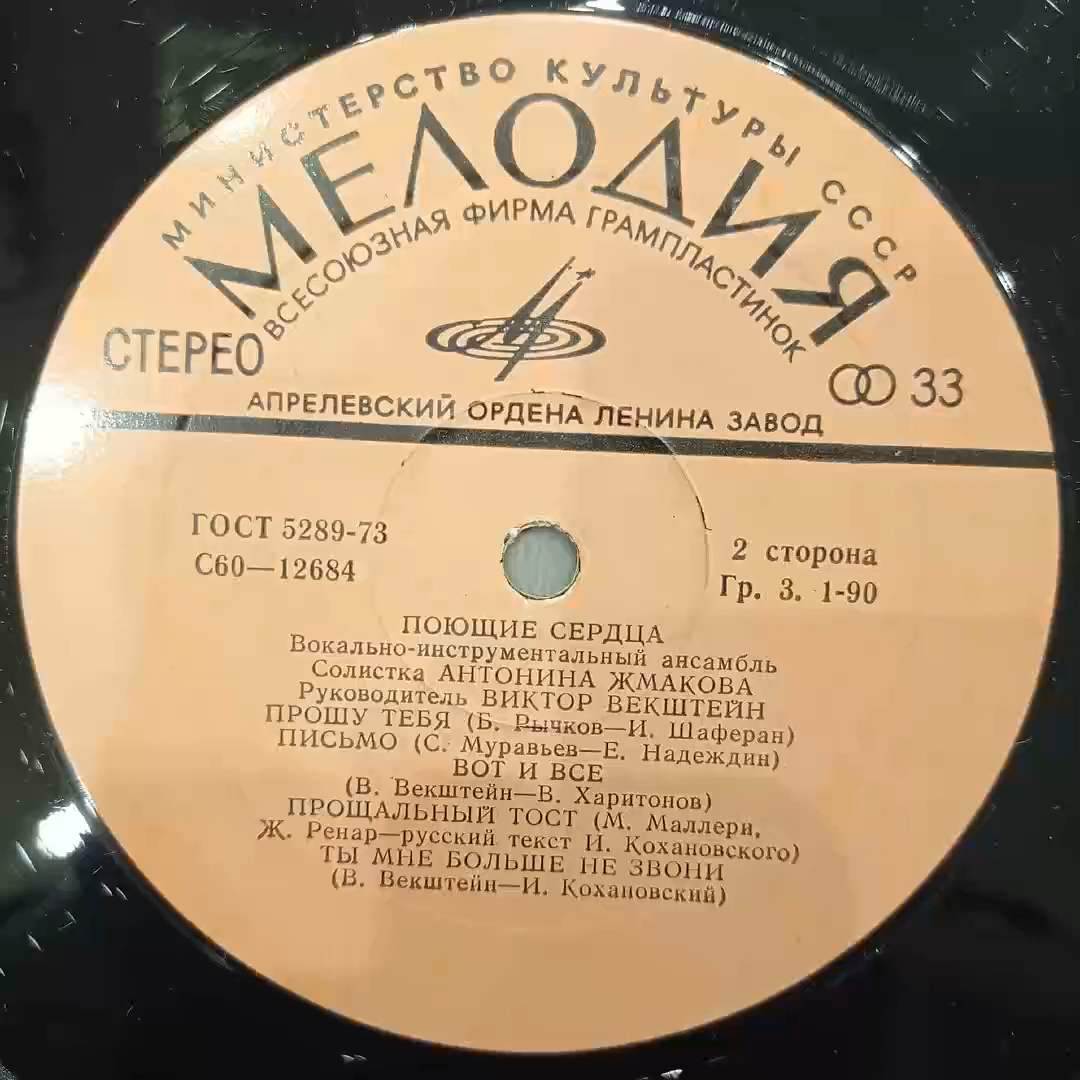 МИНИСТЕРСТВО КУЛЬТУРЫ СССР
МЕЛОДИЯ
ВСЕСОЮЗНАЯ ФИРМА ГРАМПЛАСТИНОК
СТЕРЕО
33
АПРЕЛЕВСКИЙ ОРДЕНА ЛЕНИНА ЗАВОД
ГОСТ 5289-73
С60—12684
2 сторона
Гр. 3. 1-90
ПОЮЩИЕ СЕРДЦА
Вокально-инструментальный ансамбль
Солистка АНТОНИНА ЖМАКОВА
Руководитель ВИКТОР ВЕКШТЕЙН
ПРОШУ ТЕБЯ (Б. Рычков—И. Шаферан)
ПИСЬМО (С. Муравьев—Е. Надеждин)
ВОТ И ВСЕ
(В. Векштейн—В. Харитонов)
ПРОЩАЛЬНЫЙ ТОСТ (М. Маллери,
Ж. Ренар—русский текст И. Кохановского)
ТЫ МНЕ БОЛЬШЕ НЕ ЗВОНИ
(В. Векштейн—И. Кохановский)